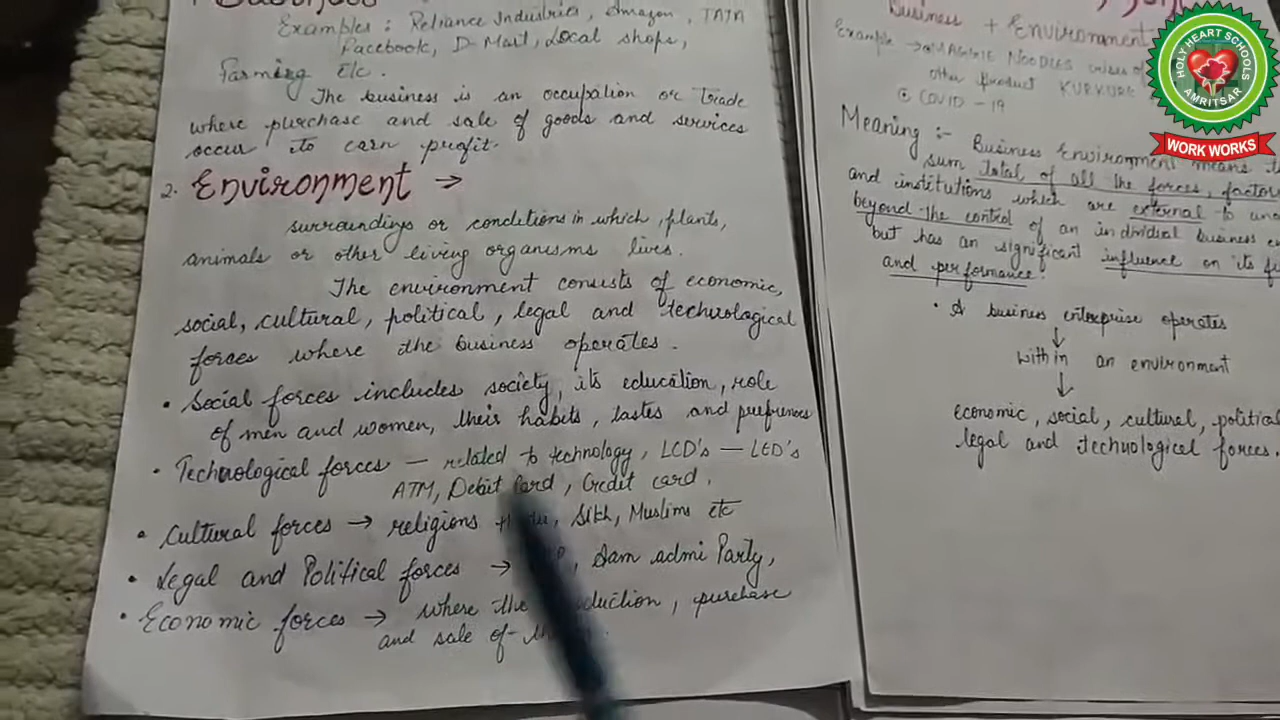 Examples: Reliance Industries, Amazon, TATA
Facebook, D-Mart, Local shops,
Farming etc.
The business is an occupation or trade
where purchase and sale of goods and services
occur to earn profit.
2. Environment →
surroundings or conditions in which, plants,
animals or other living organisms lives.
The environment consists of economic,
social, cultural, political, legal and technological
forces where the business operates.
• Social forces includes society, its education, role
of men and women, their habits, tastes and prefrences
• Technological forces — related to technology, LCD's — LED's
ATM, Debit Card, Credit card.
• Cultural forces → religions Sikh, Muslims etc
• Legal and Political forces → Aam admi Party,
• Economic forces → where the purchase
and sale of
Business + Environment
Example → MAGGIE NOODLES
other product KURKURE
COVID-19
Meaning :- Business Environment means
sum total of all the forces, factor
and institutions which are external to
beyond the control of an individial business
but has an significant influence on its
and performance.
• A business enterprise operates
↓
within an environment
↓
economic, social, cultural, political
legal and technological forces.
HOLY HEART SCHOOLS
AMRITSAR
WORK WORKS